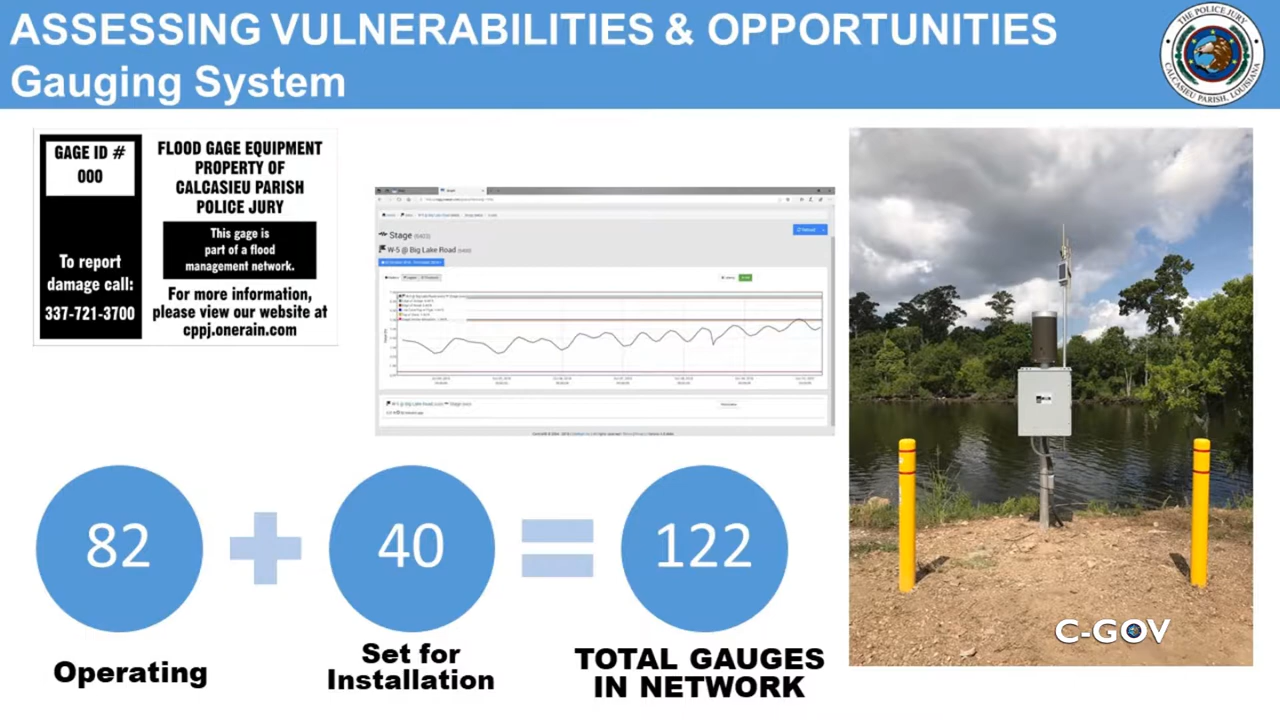 ASSESSING VULNERABILITIES & OPPORTUNITIES
Gauging System
THE POLICE JURY
CALCASIEU PARISH, LOUISIANA
GAGE ID #
000
To report
damage call:
337-721-3700
FLOOD GAGE EQUIPMENT
PROPERTY OF
CALCASIEU PARISH
POLICE JURY
This gage is
part of a flood
management network.
For more information,
please view our website at
cppj.onerain.com
Stage
W-5 @ Big Lake Road
82
40
122
Operating
Set for
Installation
TOTAL GAUGES
IN NETWORK
C-GOV